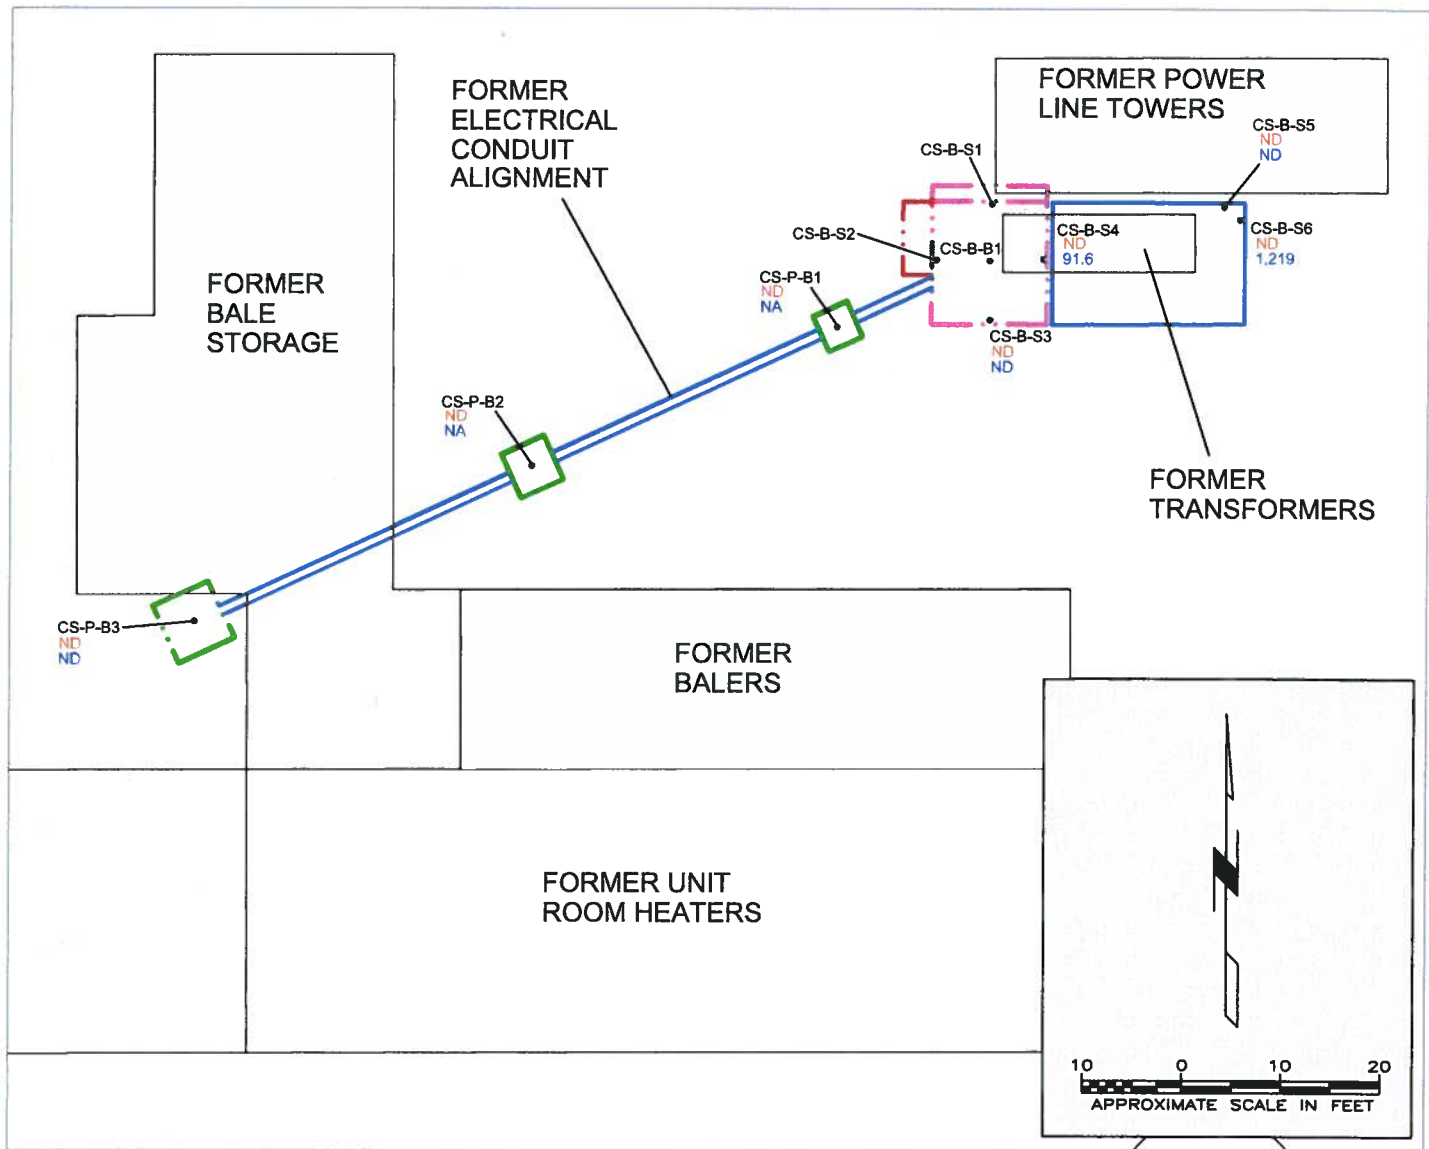 FORMER
ELECTRICAL
CONDUIT
ALIGNMENT
FORMER POWER
LINE TOWERS
CS-B-S5
ND
ND
CS-B-S1
CS-B-S2
CS-B-B1
CS-B-S4
ND
91.6
CS-B-S6
ND
1,219
FORMER
BALE
STORAGE
CS-P-B1
ND
NA
CS-B-S3
ND
ND
CS-P-B2
ND
NA
FORMER
TRANSFORMERS
CS-P-B3
ND
ND
FORMER
BALERS
FORMER UNIT
ROOM HEATERS
10 0 10 20
APPROXIMATE SCALE IN FEET